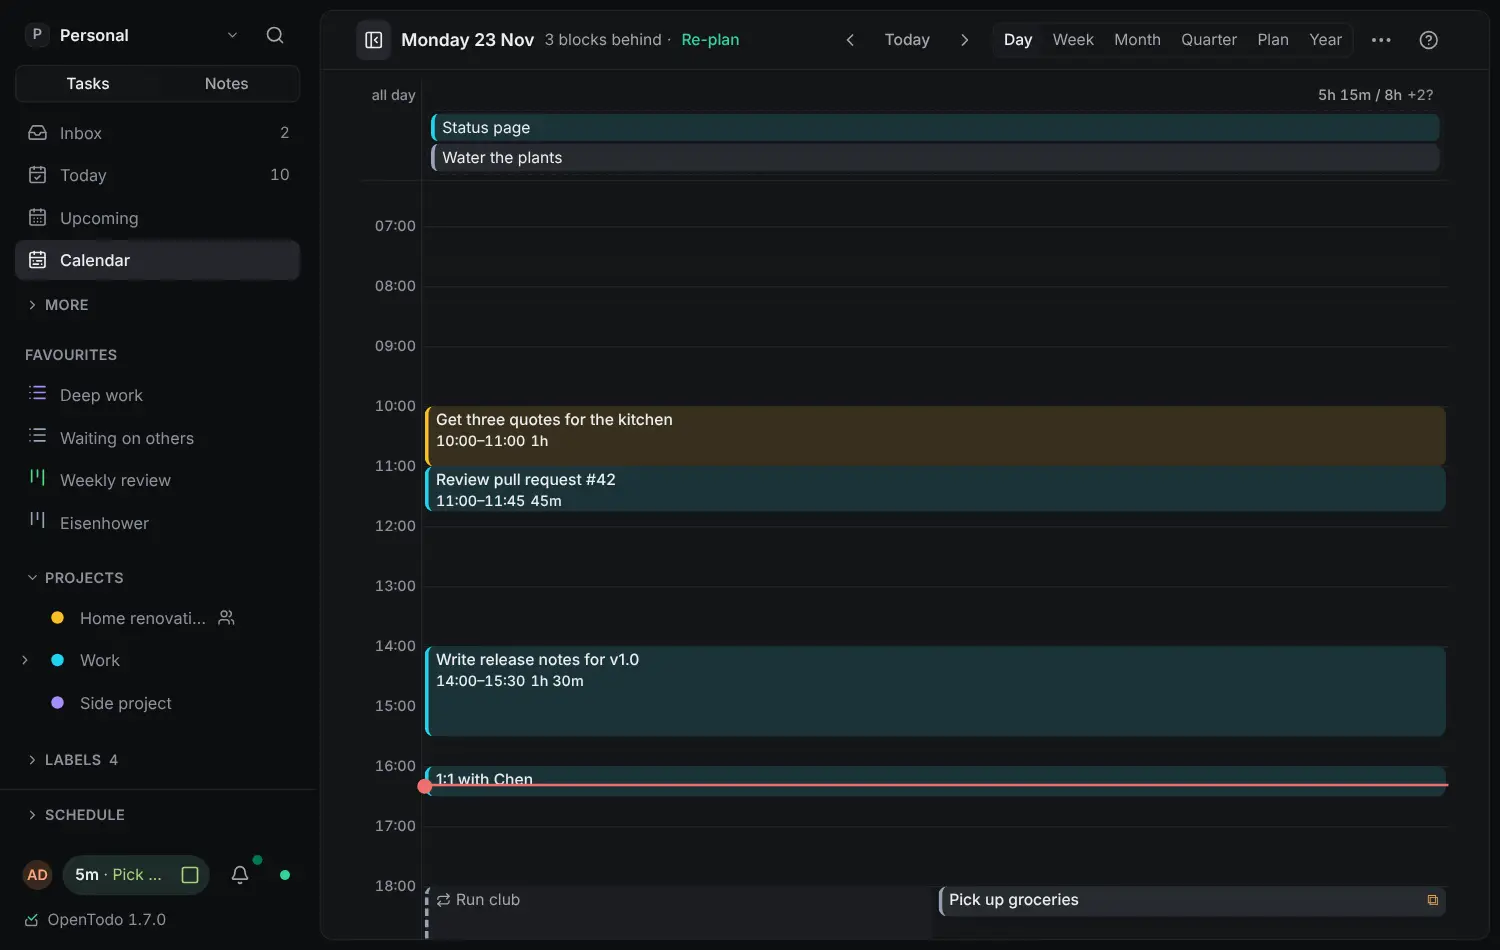 P Personal
Tasks Notes
Inbox 2
Today 10
Upcoming
Calendar
MORE
FAVOURITES
Deep work
Waiting on others
Weekly review
Eisenhower
PROJECTS
Home renovati...
Work
Side project
LABELS 4
SCHEDULE
AD 5m · Pick ...
OpenTodo 1.7.0
Monday 23 Nov 3 blocks behind · Re-plan
Today
Day Week Month Quarter Plan Year
all day 5h 15m / 8h +2?
Status page
Water the plants
07:00
08:00
09:00
10:00
Get three quotes for the kitchen
10:00–11:00 1h
11:00
Review pull request #42
11:00–11:45 45m
12:00
13:00
14:00
Write release notes for v1.0
14:00–15:30 1h 30m
15:00
16:00
1:1 with Chen
17:00
18:00
Run club
Pick up groceries